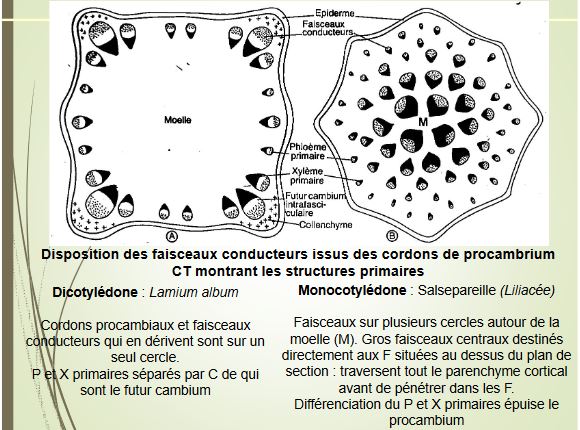 Epiderme
Faisceaux
conducteurs
Moelle
M
Phloème
primaire
Xylème
primaire
Futur cambium
intrafasci-
culaire
Collenchyme
A
B
Disposition des faisceaux conducteurs issus des cordons de procambrium
CT montrant les structures primaires
Dicotylédone : Lamium album
Cordons procambiaux et faisceaux
conducteurs qui en dérivent sont sur un
seul cercle.
P et X primaires séparés par C de qui
sont le futur cambium
Monocotylédone : Salsepareille (Liliacée)
Faisceaux sur plusieurs cercles autour de la
moelle (M). Gros faisceaux centraux destinés
directement aux F situées au dessus du plan de
section : traversent tout le parenchyme cortical
avant de pénétrer dans les F.
Différenciation du P et X primaires épuise le
procambium